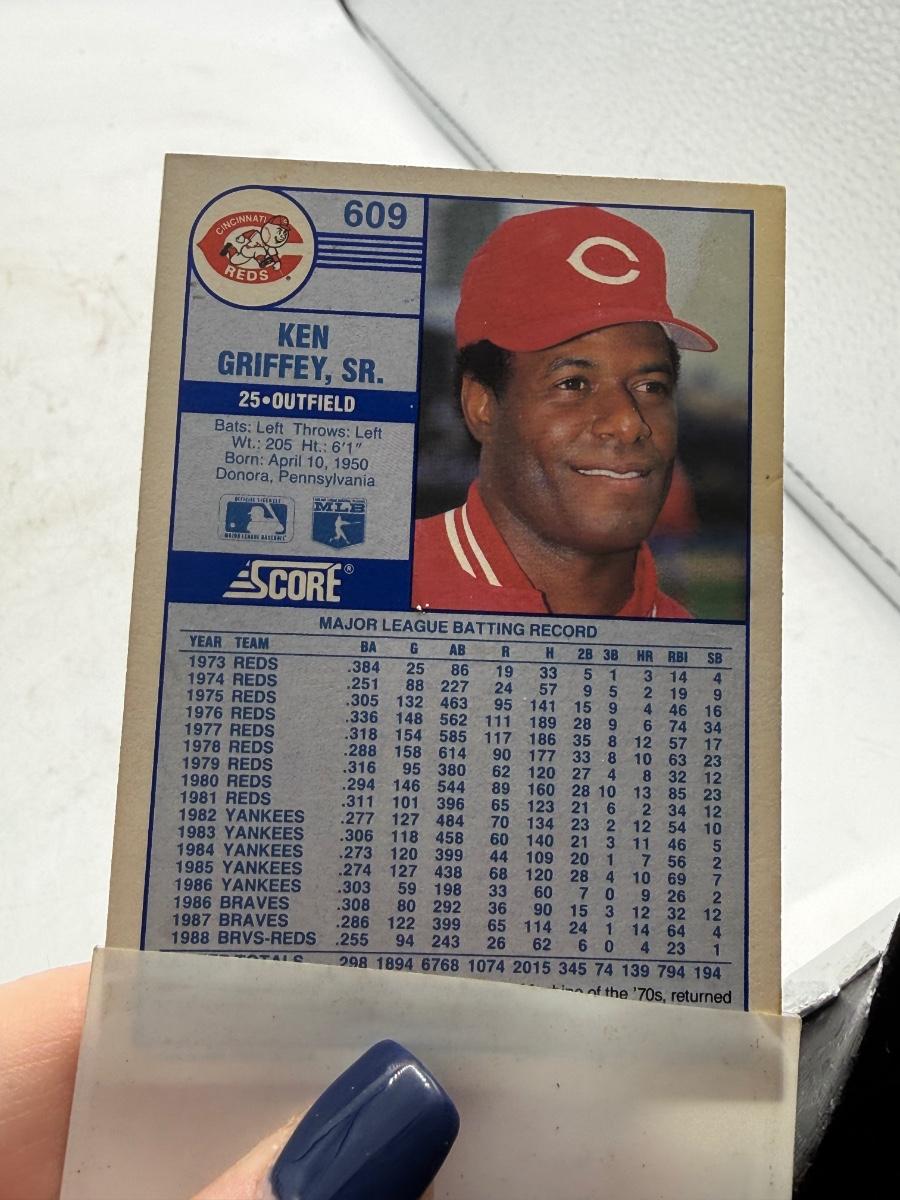 CINCINNATI
REDS
609
KEN
GRIFFEY, SR.
25•OUTFIELD
Bats: Left Throws: Left
Wt.: 205 Ht.: 6'1"
Born: April 10, 1950
Donora, Pennsylvania
MAJOR LEAGUE BASEBALL
MLB
SCORE®
MAJOR LEAGUE BATTING RECORD
YEAR TEAM BA G AB R H 2B 3B HR RBI SB
1973 REDS .384 25 86 19 33 5 1 3 14 4
1974 REDS .251 88 227 24 57 9 5 2 19 9
1975 REDS .305 132 463 95 141 15 9 4 46 16
1976 REDS .336 148 562 111 189 28 9 6 74 34
1977 REDS .318 154 585 117 186 35 8 12 57 17
1978 REDS .288 158 614 90 177 33 8 10 63 23
1979 REDS .316 95 380 62 120 27 4 8 32 12
1980 REDS .294 146 544 89 160 28 10 13 85 23
1981 REDS .311 101 396 65 123 21 6 2 34 12
1982 YANKEES .277 127 484 70 134 23 2 12 54 10
1983 YANKEES .306 118 458 60 140 21 3 11 46 5
1984 YANKEES .273 120 399 44 109 20 1 7 56 2
1985 YANKEES .274 127 438 68 120 28 4 10 69 7
1986 YANKEES .303 59 198 33 60 7 0 9 26 2
1986 BRAVES .308 80 292 36 90 15 3 12 32 12
1987 BRAVES .286 122 399 65 114 24 1 14 64 4
1988 BRVS-REDS .255 94 243 26 62 6 0 4 23 1
TOTALS 298 1894 6768 1074 2015 345 74 139 794 194
of the '70s, returned